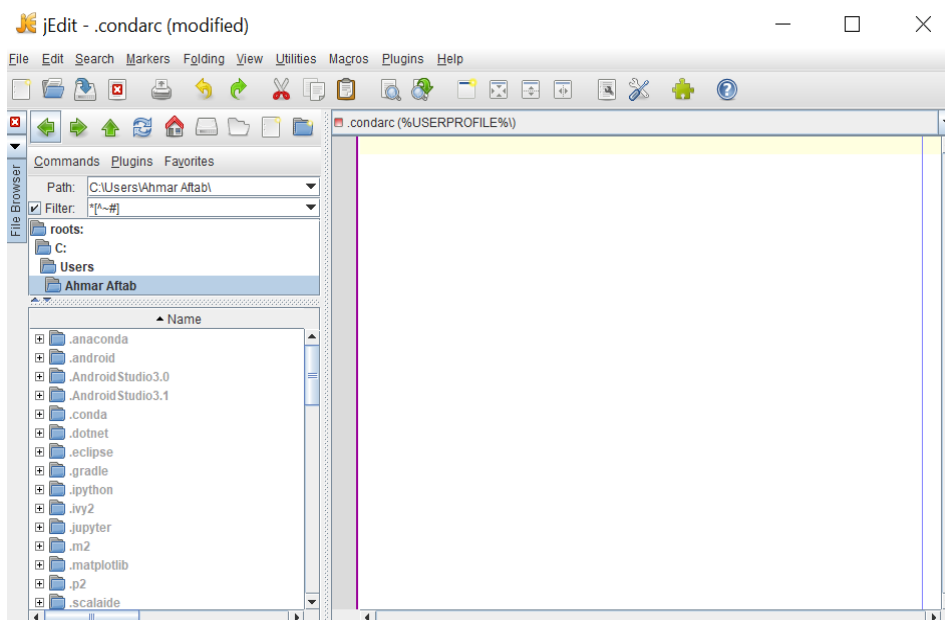 jEdit - .condarc (modified)
File Edit Search Markers Folding View Utilities Macros Plugins Help
.condarc (%USERPROFILE%\)
File Browser
Commands Plugins Favorites
Path: C:\Users\Ahmar Aftab\
Filter: *[^~#]
roots:
C:
Users
Ahmar Aftab
Name
.anaconda
.android
.AndroidStudio3.0
.AndroidStudio3.1
.conda
.dotnet
.eclipse
.gradle
.ipython
.ivy2
.jupyter
.m2
.matplotlib
.p2
.scalaide